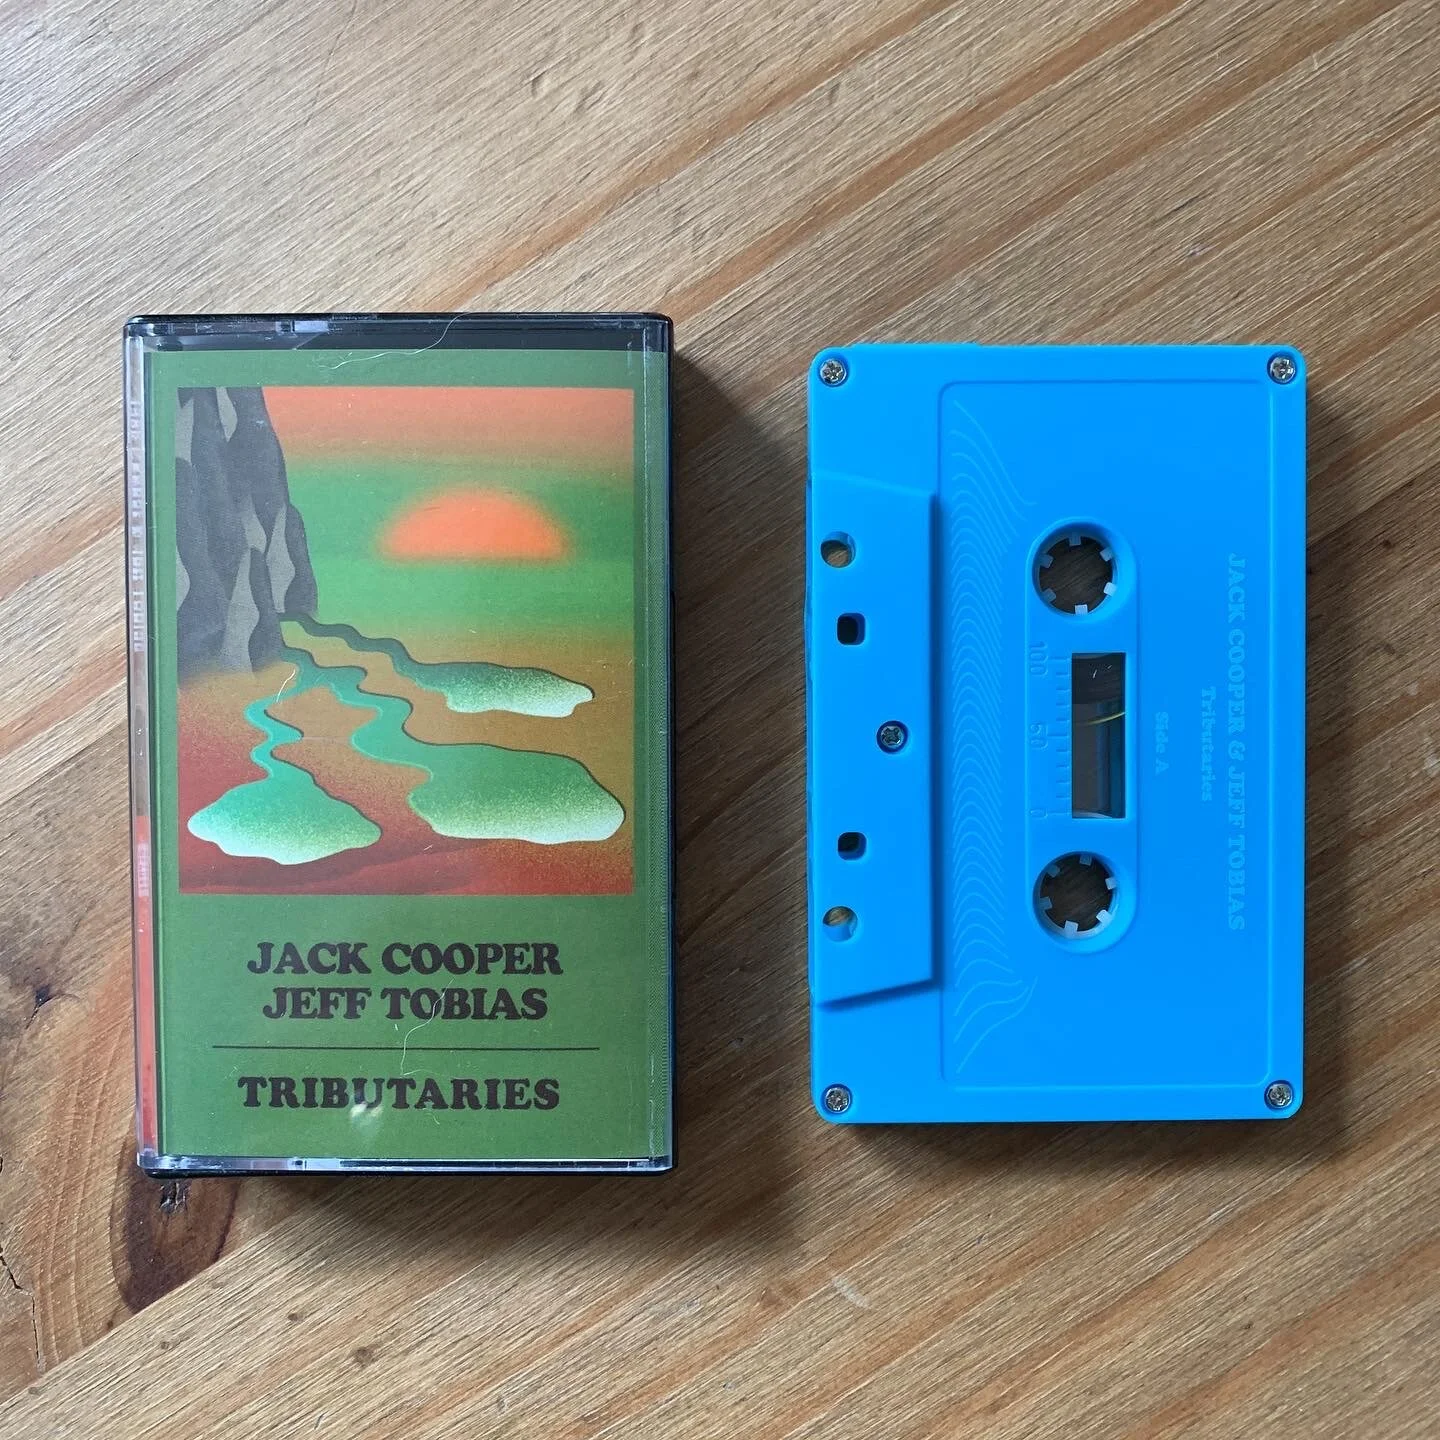 JACK COOPER
JEFF TOBIAS
TRIBUTARIES
JACK COOPER & JEFF TOBIAS
Tributaries
Side A
100 50 0